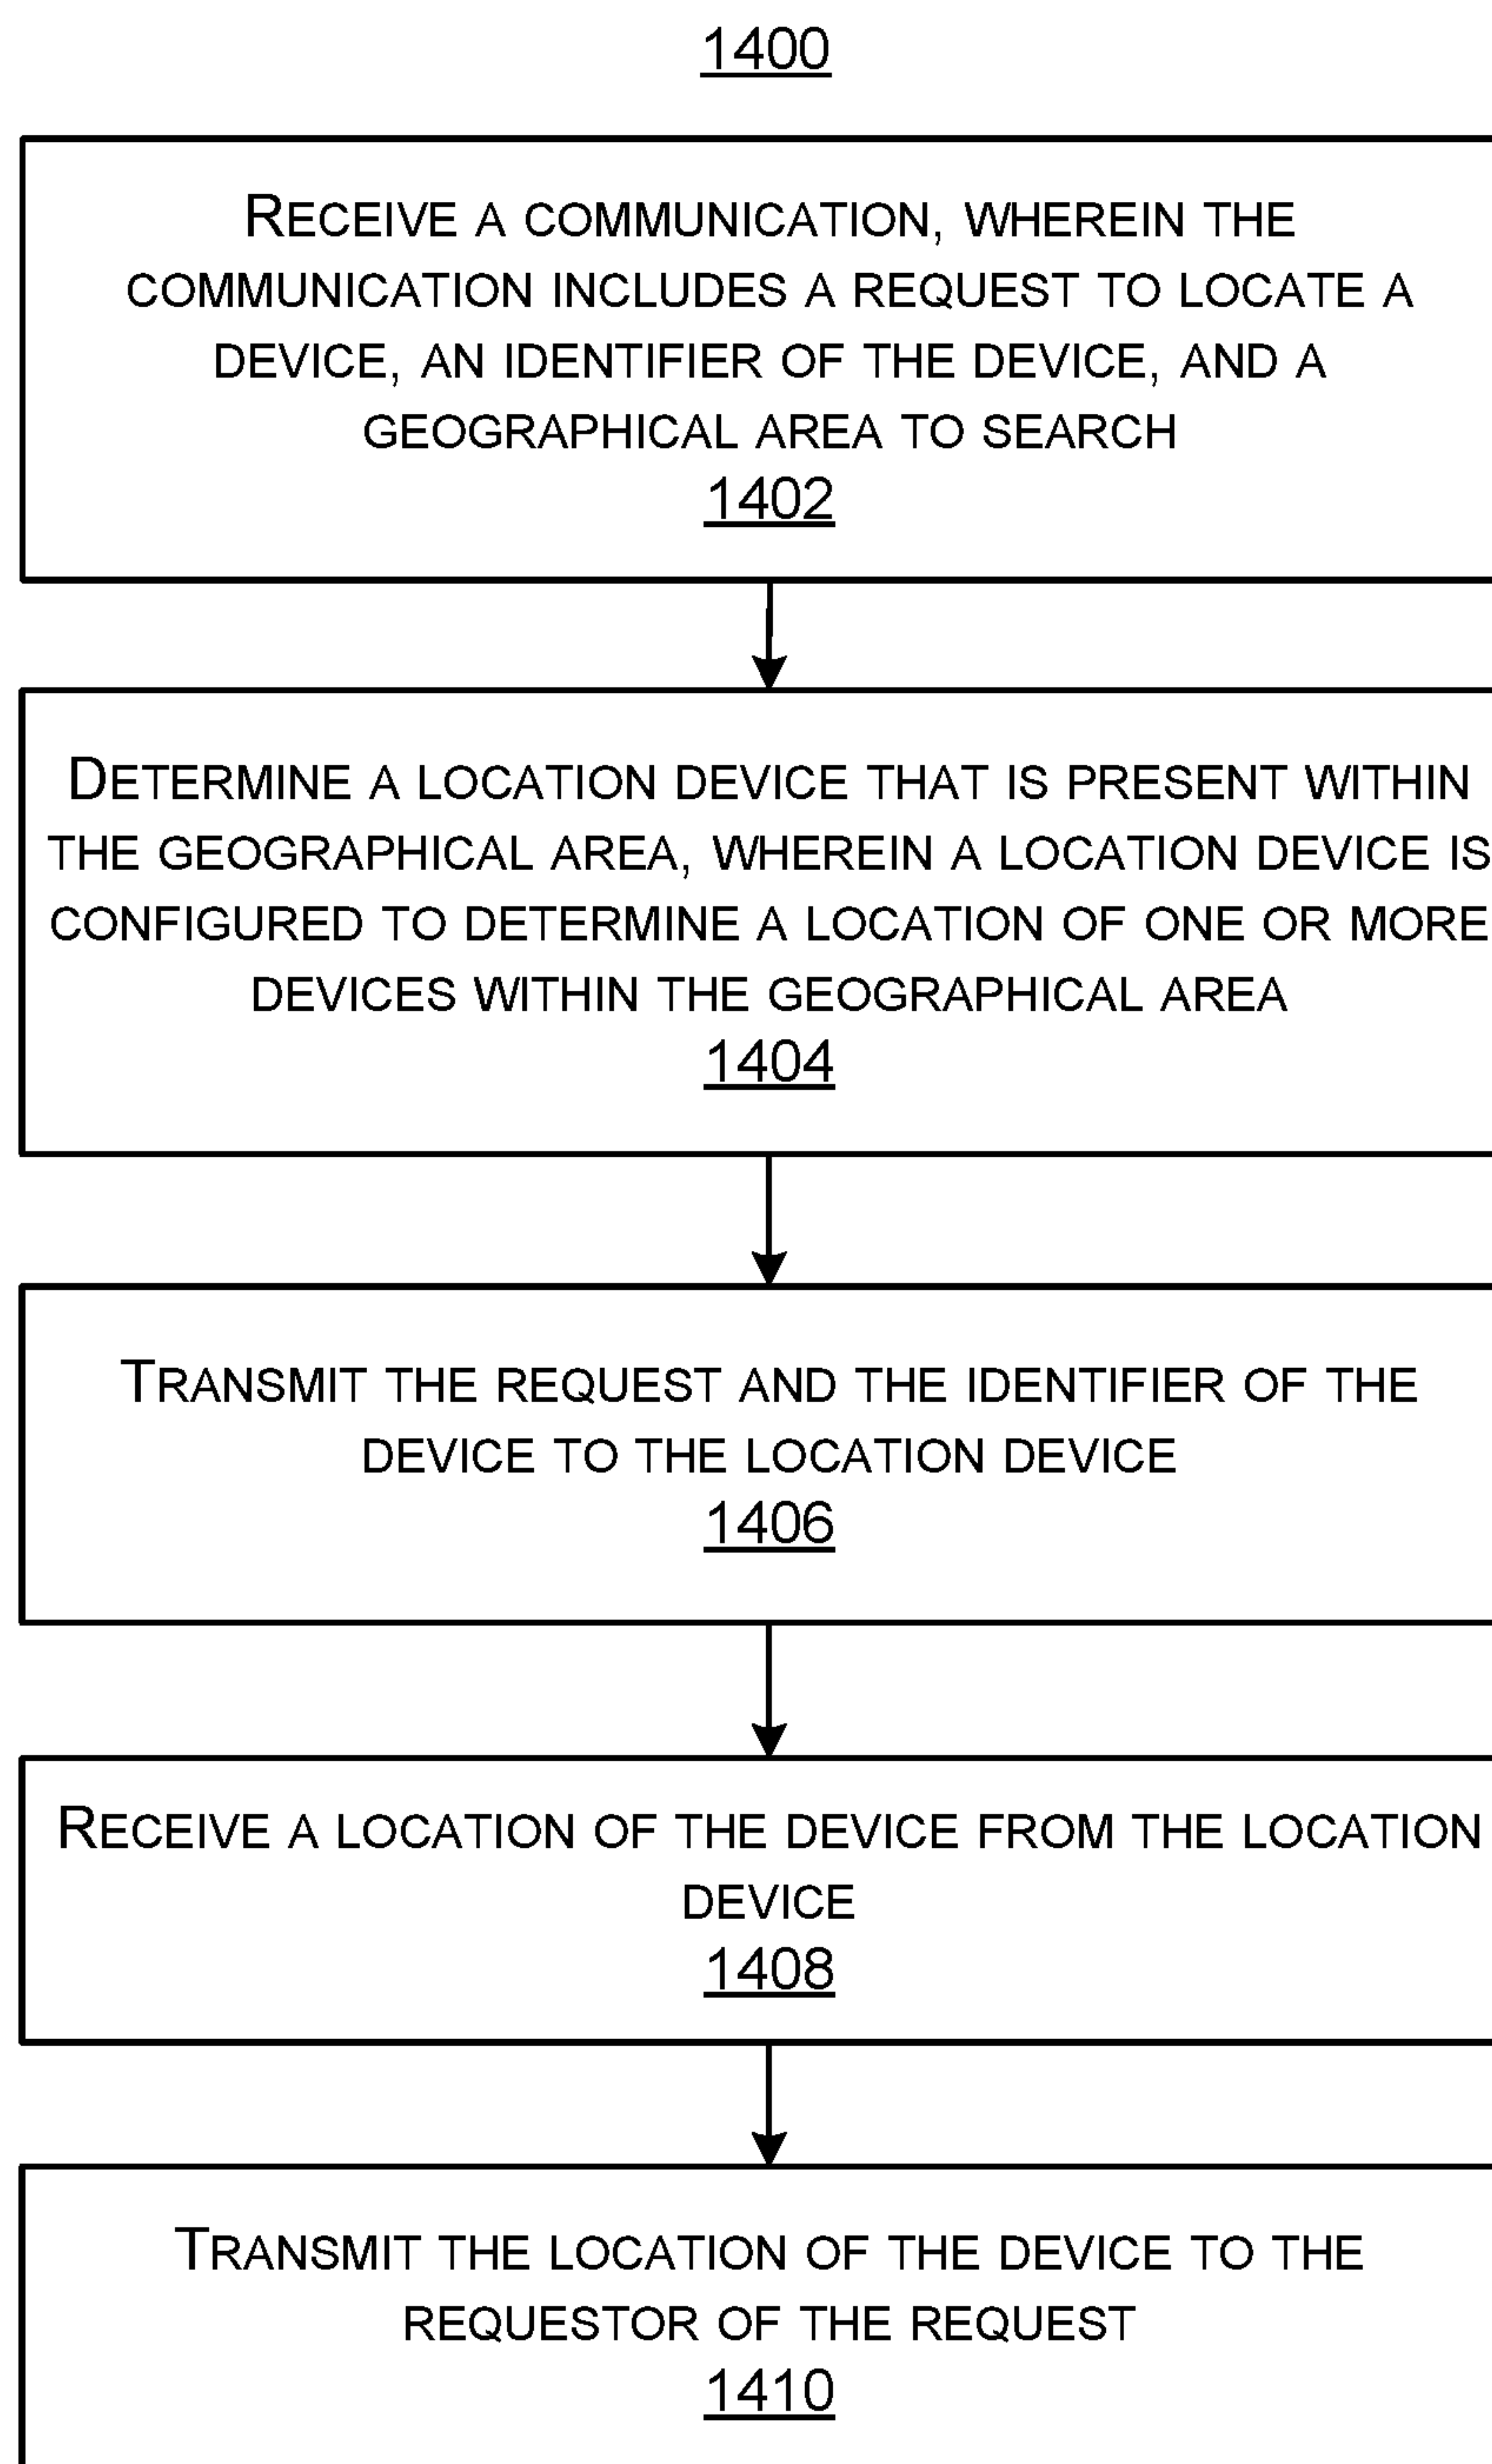 1400
RECEIVE A COMMUNICATION, WHEREIN THE
COMMUNICATION INCLUDES A REQUEST TO LOCATE A
DEVICE, AN IDENTIFIER OF THE DEVICE, AND A
GEOGRAPHICAL AREA TO SEARCH
1402
DETERMINE A LOCATION DEVICE THAT IS PRESENT WITHIN
THE GEOGRAPHICAL AREA, WHEREIN A LOCATION DEVICE IS
CONFIGURED TO DETERMINE A LOCATION OF ONE OR MORE
DEVICES WITHIN THE GEOGRAPHICAL AREA
1404
TRANSMIT THE REQUEST AND THE IDENTIFIER OF THE
DEVICE TO THE LOCATION DEVICE
1406
RECEIVE A LOCATION OF THE DEVICE FROM THE LOCATION
DEVICE
1408
TRANSMIT THE LOCATION OF THE DEVICE TO THE
REQUESTOR OF THE REQUEST
1410